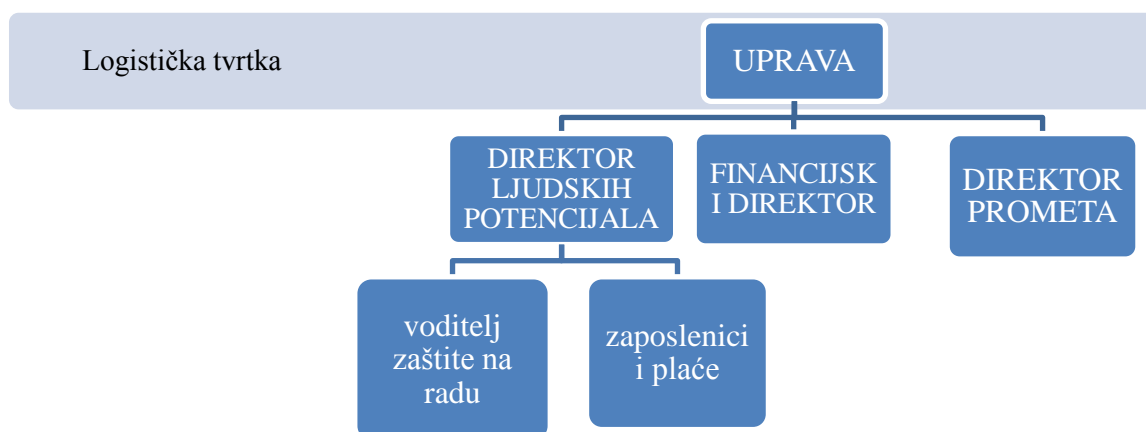 Logistička tvrtka
UPRAVA
DIREKTOR
LJUDSKIH
POTENCIJALA
FINANCIJSK
I DIREKTOR
DIREKTOR
PROMETA
voditelj
zaštite na
radu
zaposlenici
i plaće